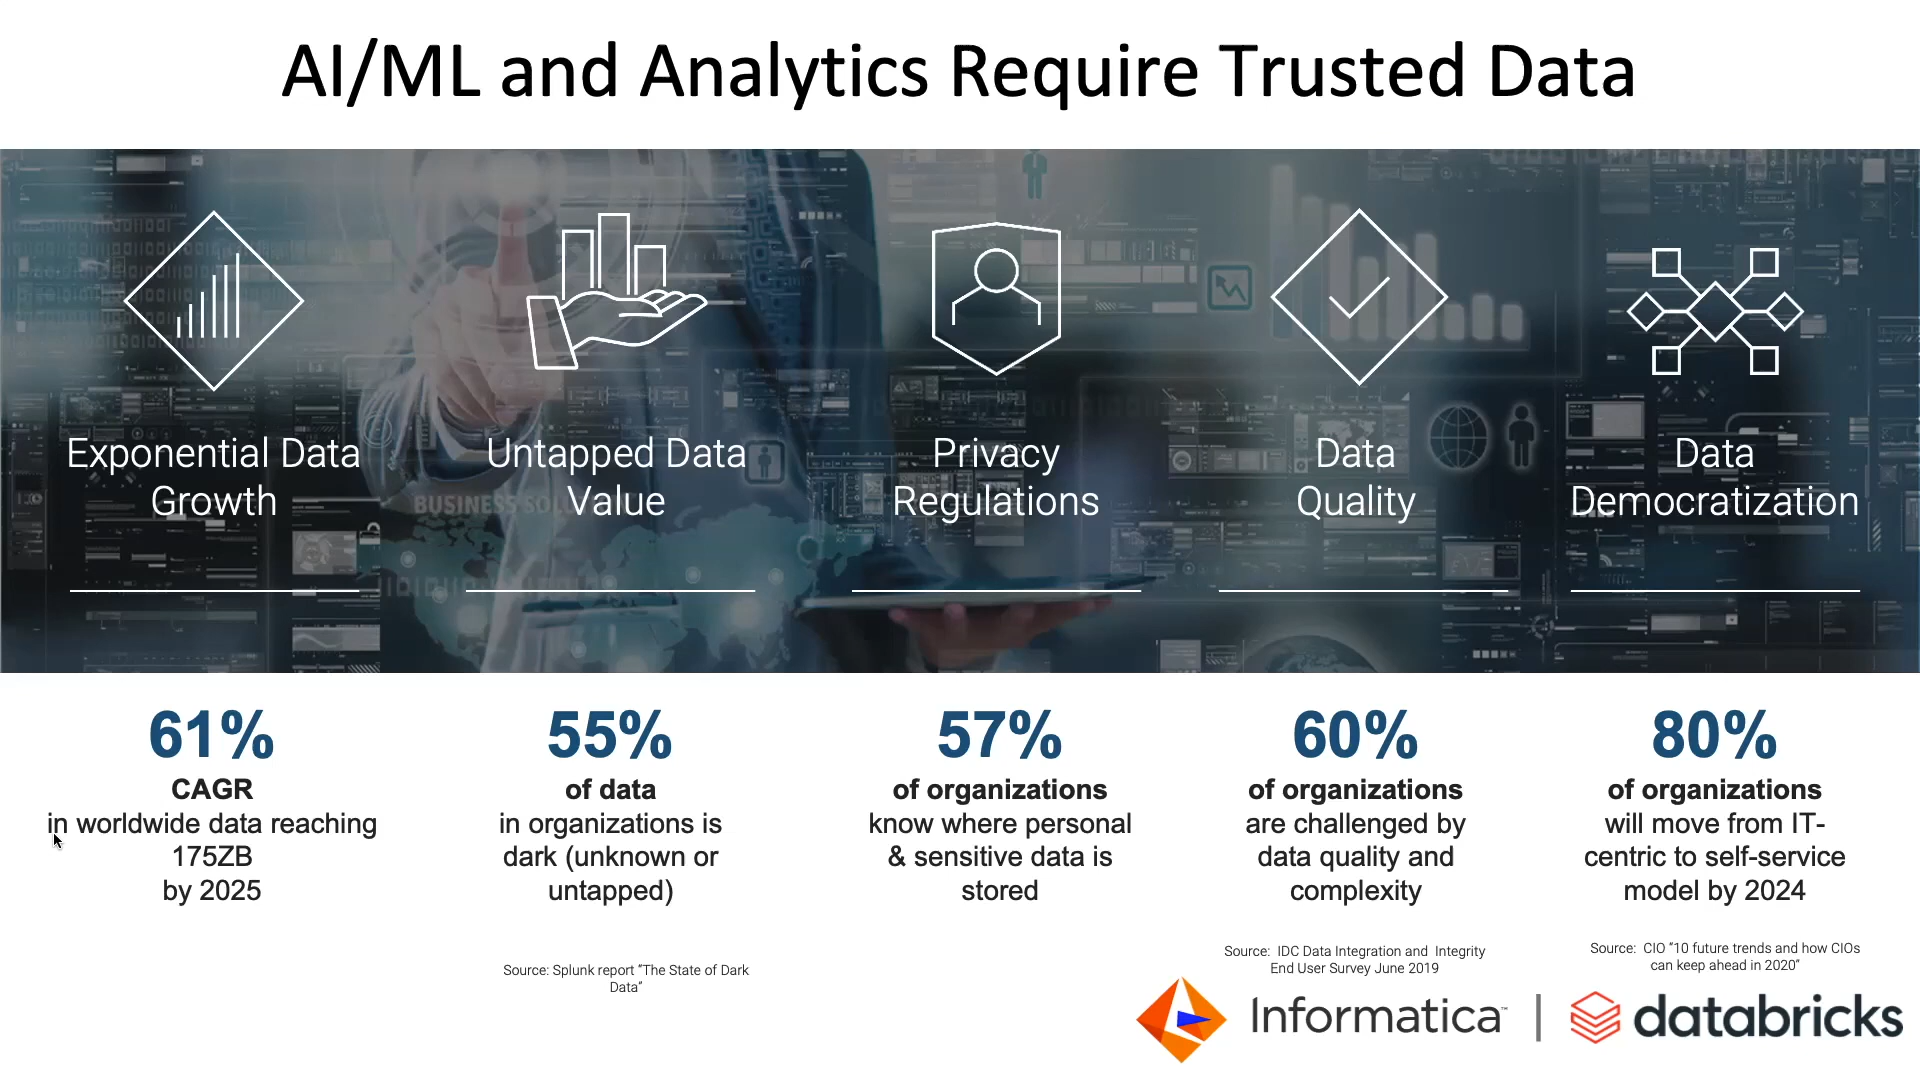 AI/ML and Analytics Require Trusted Data
Exponential Data
Growth
Untapped Data
Value
Privacy
Regulations
Data
Quality
Data
Democratization
BUSINESS SOL
61%
CAGR
in worldwide data reaching
175ZB
by 2025
55%
of data
in organizations is
dark (unknown or
untapped)
Source: Splunk report “The State of Dark
Data”
57%
of organizations
know where personal
& sensitive data is
stored
60%
of organizations
are challenged by
data quality and
complexity
Source: IDC Data Integration and Integrity
End User Survey June 2019
80%
of organizations
will move from IT-
centric to self-service
model by 2024
Source: CIO “10 future trends and how CIOs
can keep ahead in 2020”
Informatica™ | databricks